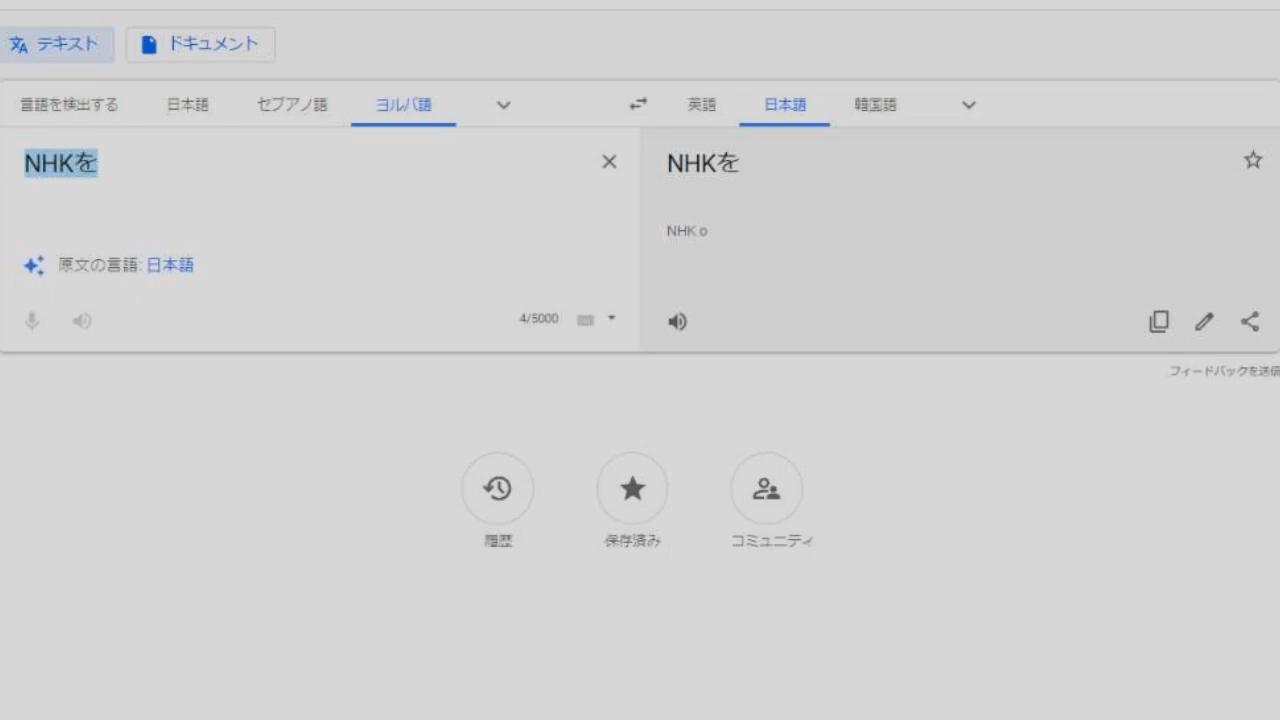 テキスト ドキュメント
言語を検出する 日本語 セブアノ語 ヨルバ語 英語 日本語 韓国語
NHKを NHKを
NHK o
原文の言語: 日本語
4/5000
フィードバックを送信
履歴 保存済み コミュニティ